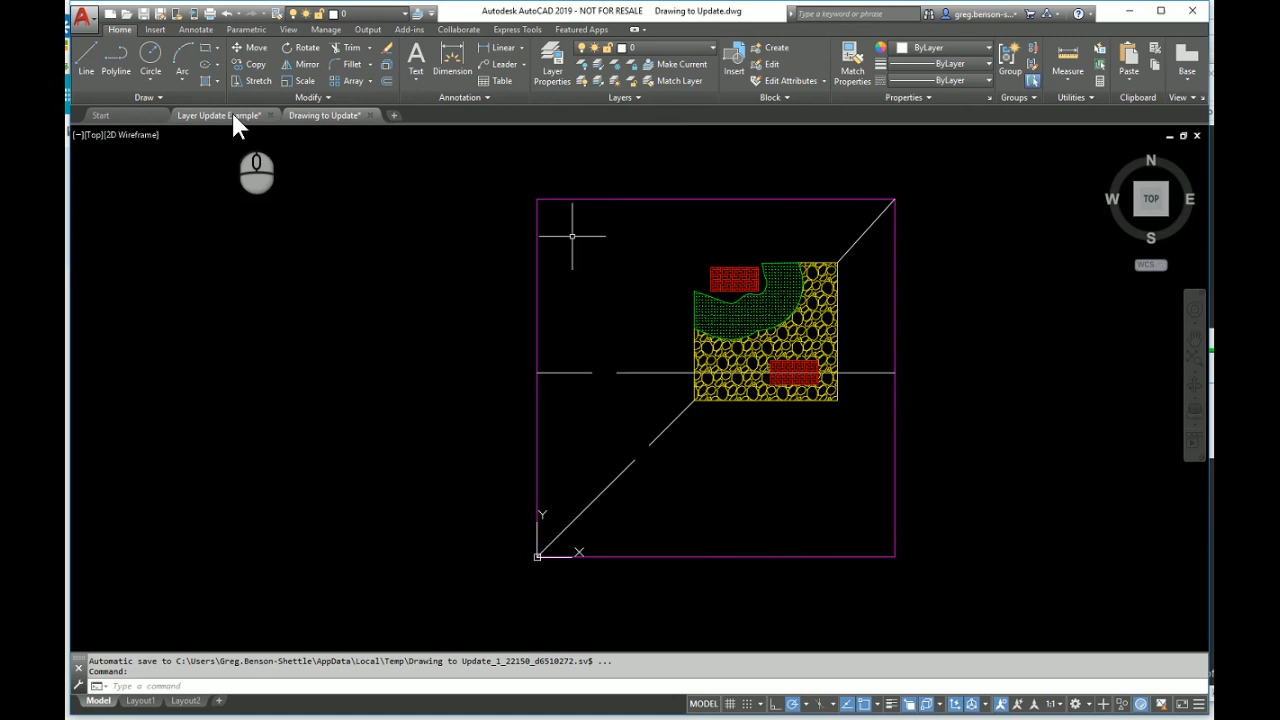 Autodesk AutoCAD 2019 - NOT FOR RESALE Drawing to Update.dwg
0
Type a keyword or phrase
greg.benson-s...
Home Insert Annotate Parametric View Manage Output Add-ins Collaborate Express Tools Featured Apps
Line Polyline Circle Arc
Move Rotate Trim
Copy Mirror Fillet
Stretch Scale Array
Text Dimension
Linear
Leader
Table
Layer Properties
0
Make Current
Match Layer
Insert
Create
Edit
Edit Attributes
Match Properties
ByLayer
ByLayer
ByLayer
Group Measure Paste Base
Draw Modify Annotation Layers Block Properties Groups Utilities Clipboard View
Start Layer Update Example* Drawing to Update*
[−][Top][2D Wireframe]
N
W TOP E
S
WCS
Y
X
Automatic save to C:\Users\Greg.Benson-Shettle\AppData\Local\Temp\Drawing to Update_1_22150_d6510272.sv$ ...
Command:
Type a command
Model Layout1 Layout2 +
MODEL 1:1